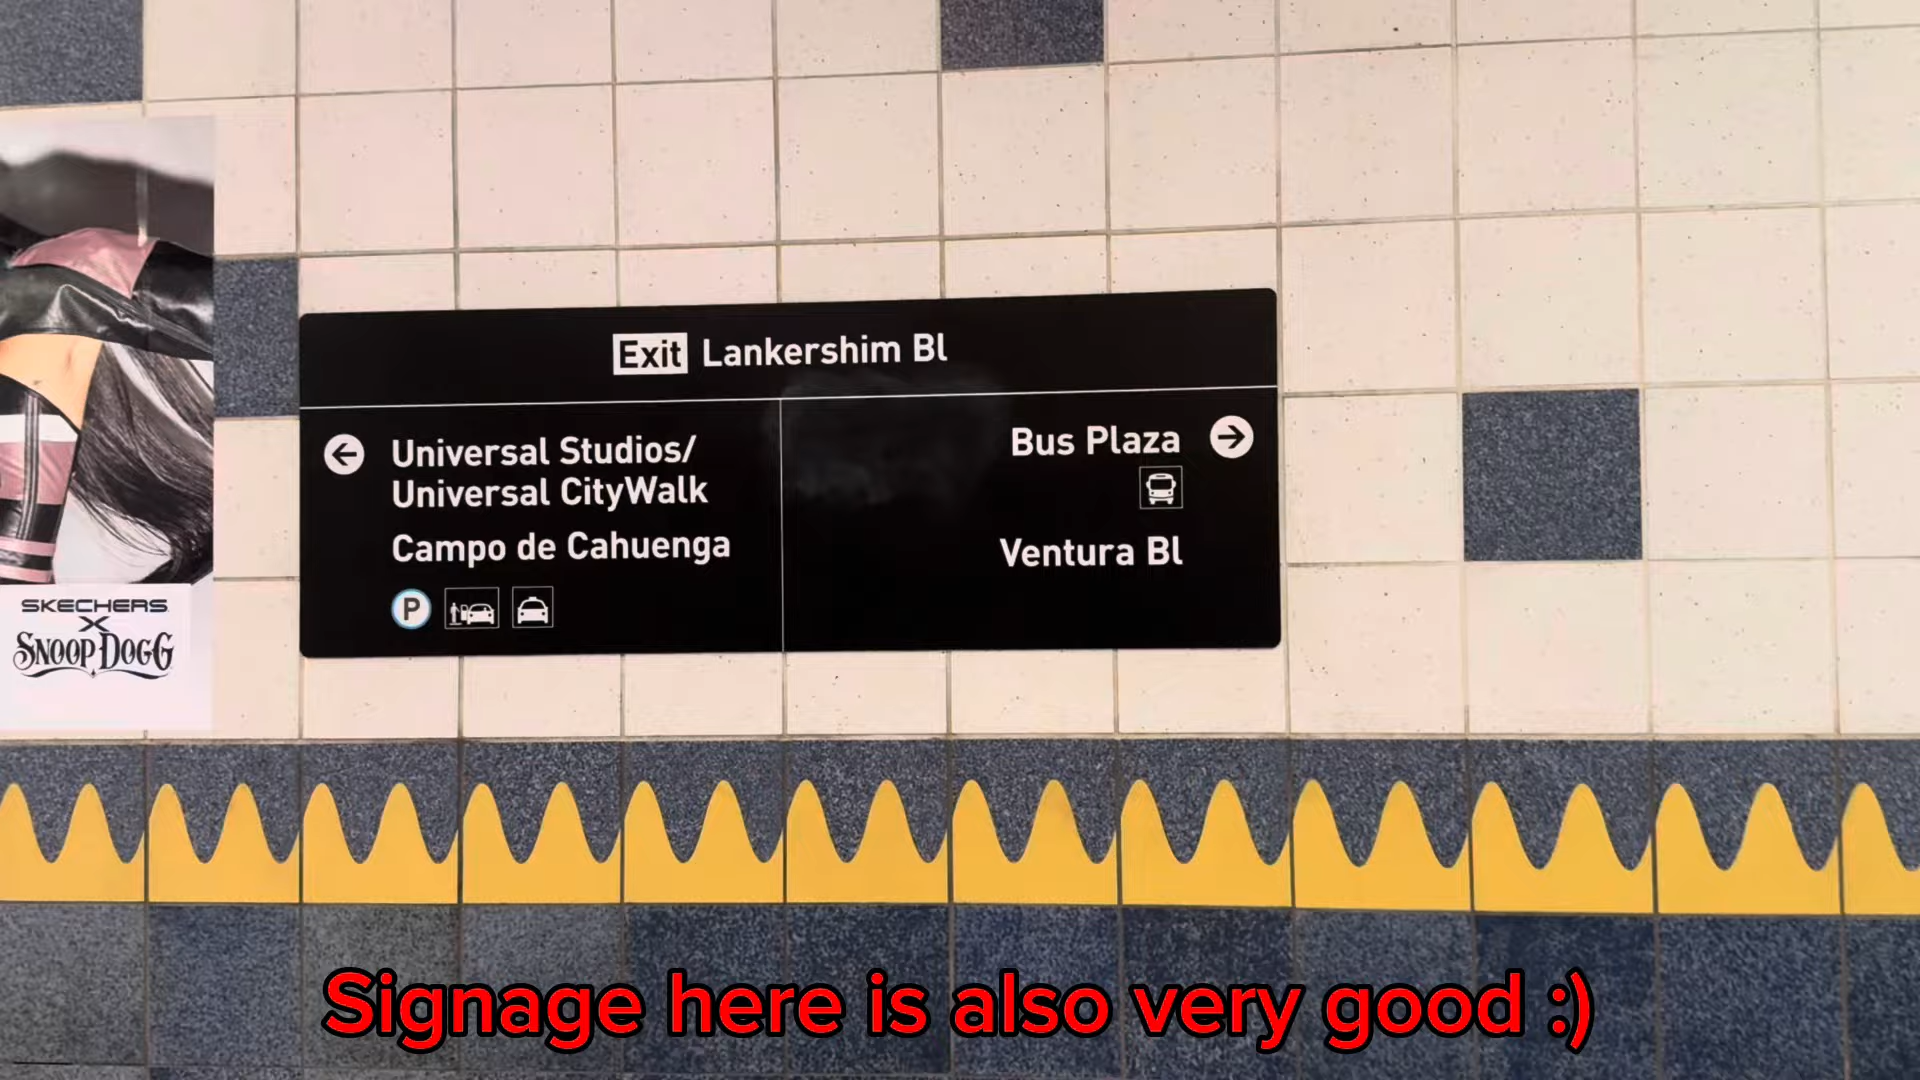 Exit Lankershim Bl
Universal Studios/
Universal CityWalk
Campo de Cahuenga
P
Bus Plaza
Ventura Bl
SKECHERS
X
SNOOP DOGG
Signage here is also very good :)